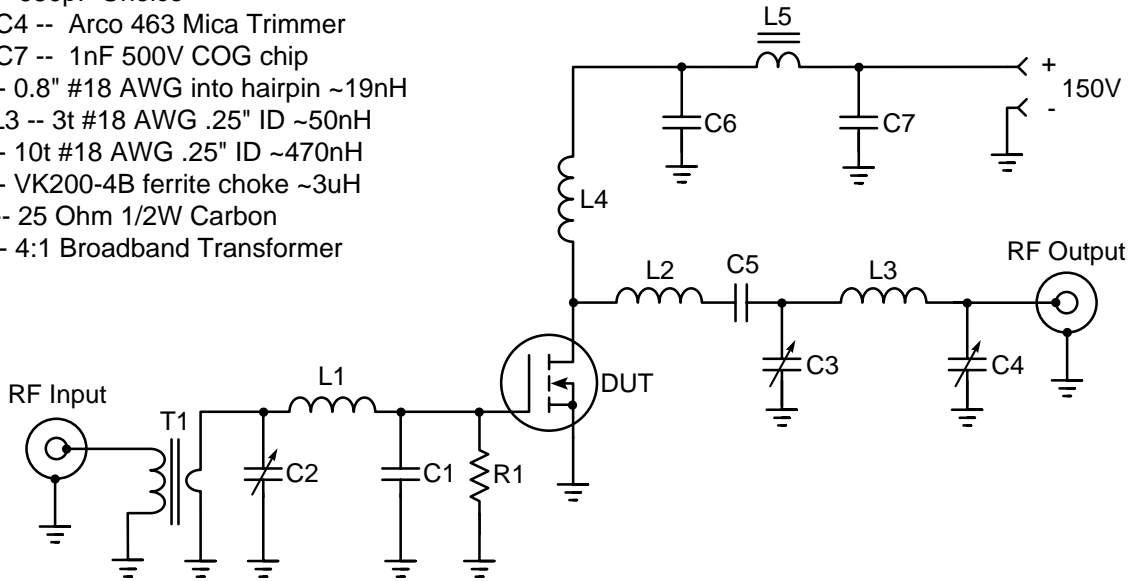 C4 -- Arco 463 Mica Trimmer
C7 -- 1nF 500V COG chip
- 0.8" #18 AWG into hairpin ~19nH
L3 -- 3t #18 AWG .25" ID ~50nH
- 10t #18 AWG .25" ID ~470nH
- VK200-4B ferrite choke ~3uH
-- 25 Ohm 1/2W Carbon
- 4:1 Broadband Transformer
L5
+
150V
-
C6
C7
L4
RF Output
L2
C5
L3
C3
C4
DUT
RF Input
T1
L1
C2
C1
R1